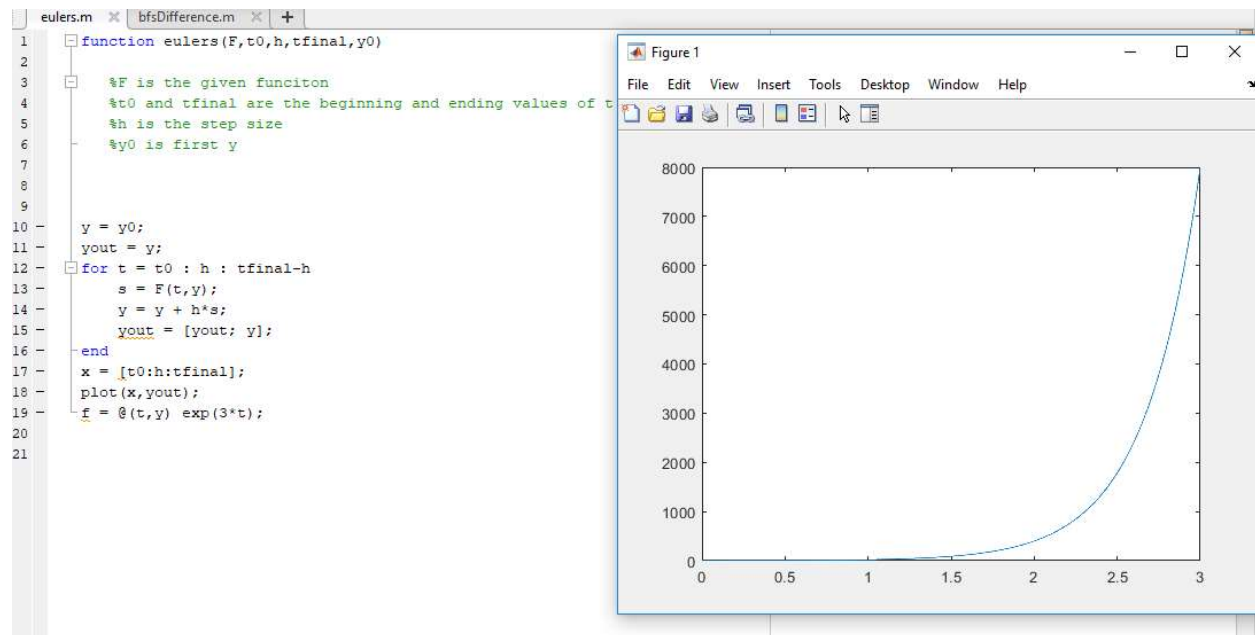 eulers.m
bfsDifference.m
1 function eulers(F,t0,h,tfinal,y0)
2
3 %F is the given funciton
4 %t0 and tfinal are the beginning and ending values of t
5 %h is the step size
6 %y0 is first y
7
8
9
10 – y = y0;
11 – yout = y;
12 – for t = t0 : h : tfinal-h
13 – s = F(t,y);
14 – y = y + h*s;
15 – yout = [yout; y];
16 – end
17 – x = [t0:h:tfinal];
18 – plot(x,yout);
19 – f = @(t,y) exp(3*t);
20
21
Figure 1
File Edit View Insert Tools Desktop Window Help
8000
7000
6000
5000
4000
3000
2000
1000
0
0 0.5 1 1.5 2 2.5 3